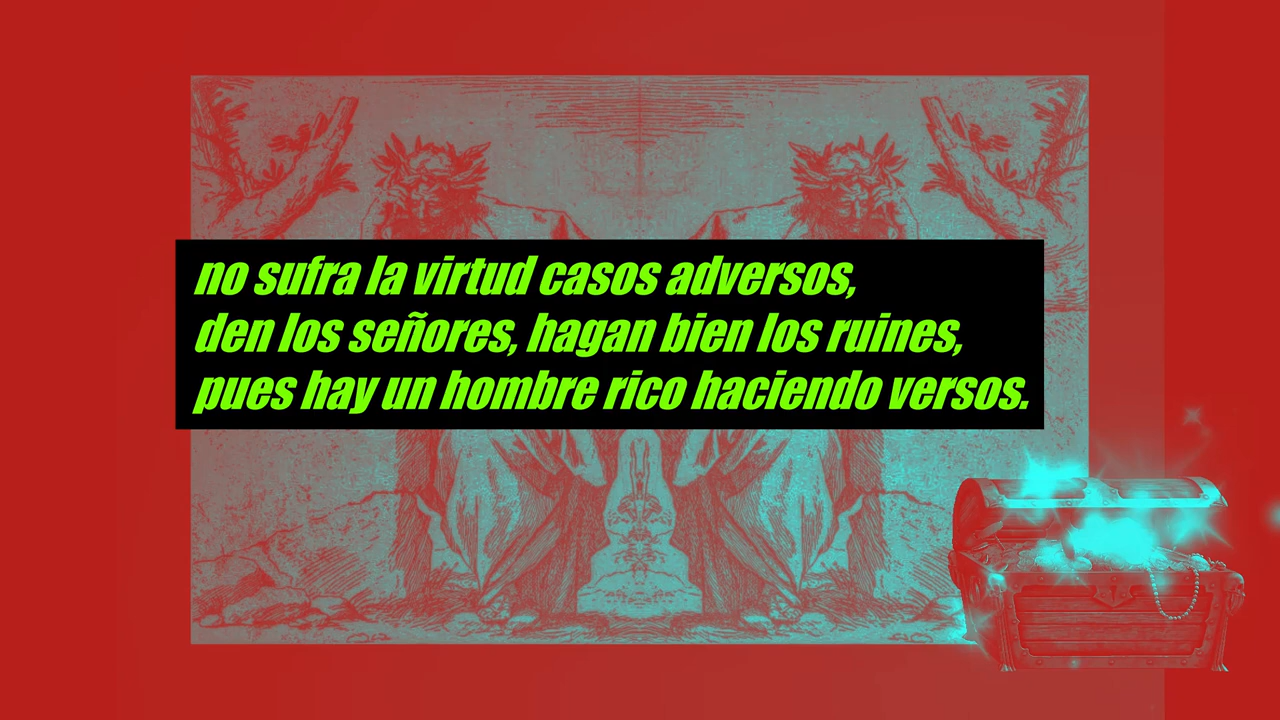 no sufra la virtud casos adversos,
den los señores, hagan bien los ruines,
pues hay un hombre rico haciendo versos.